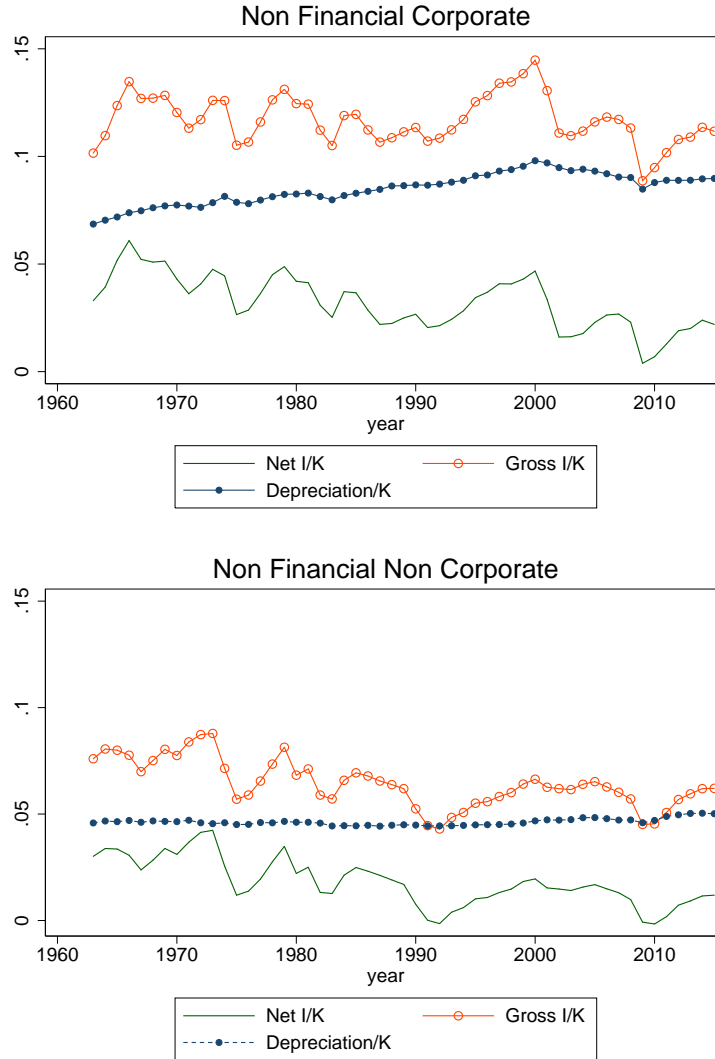 Non Financial Corporate
.15
.1
.05
0
1960 1970 1980 1990 2000 2010
year
Net I/K Gross I/K
Depreciation/K
Non Financial Non Corporate
.15
.1
.05
0
1960 1970 1980 1990 2000 2010
year
Net I/K Gross I/K
Depreciation/K